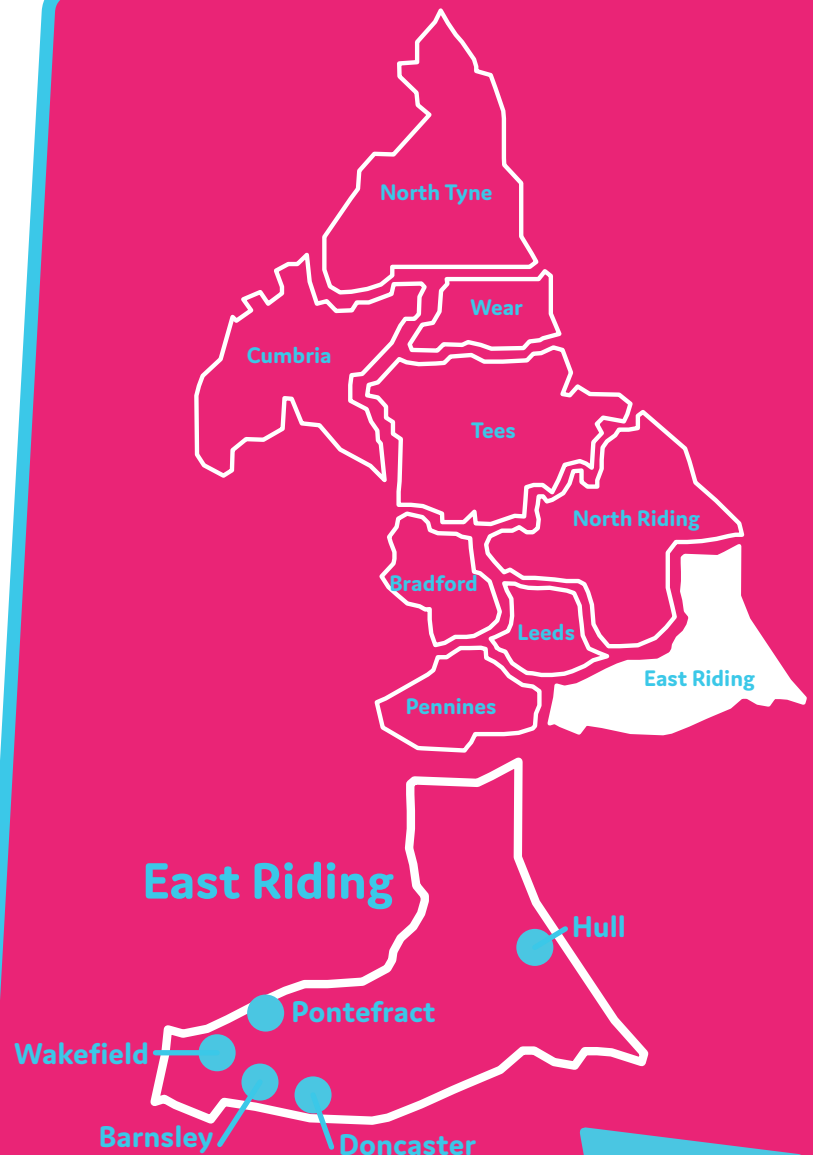 North Tyne
Wear
Cumbria
Tees
North Riding
Bradford
Leeds
East Riding
Pennines
East Riding
Hull
Pontefract
Wakefield
Barnsley
Doncaster